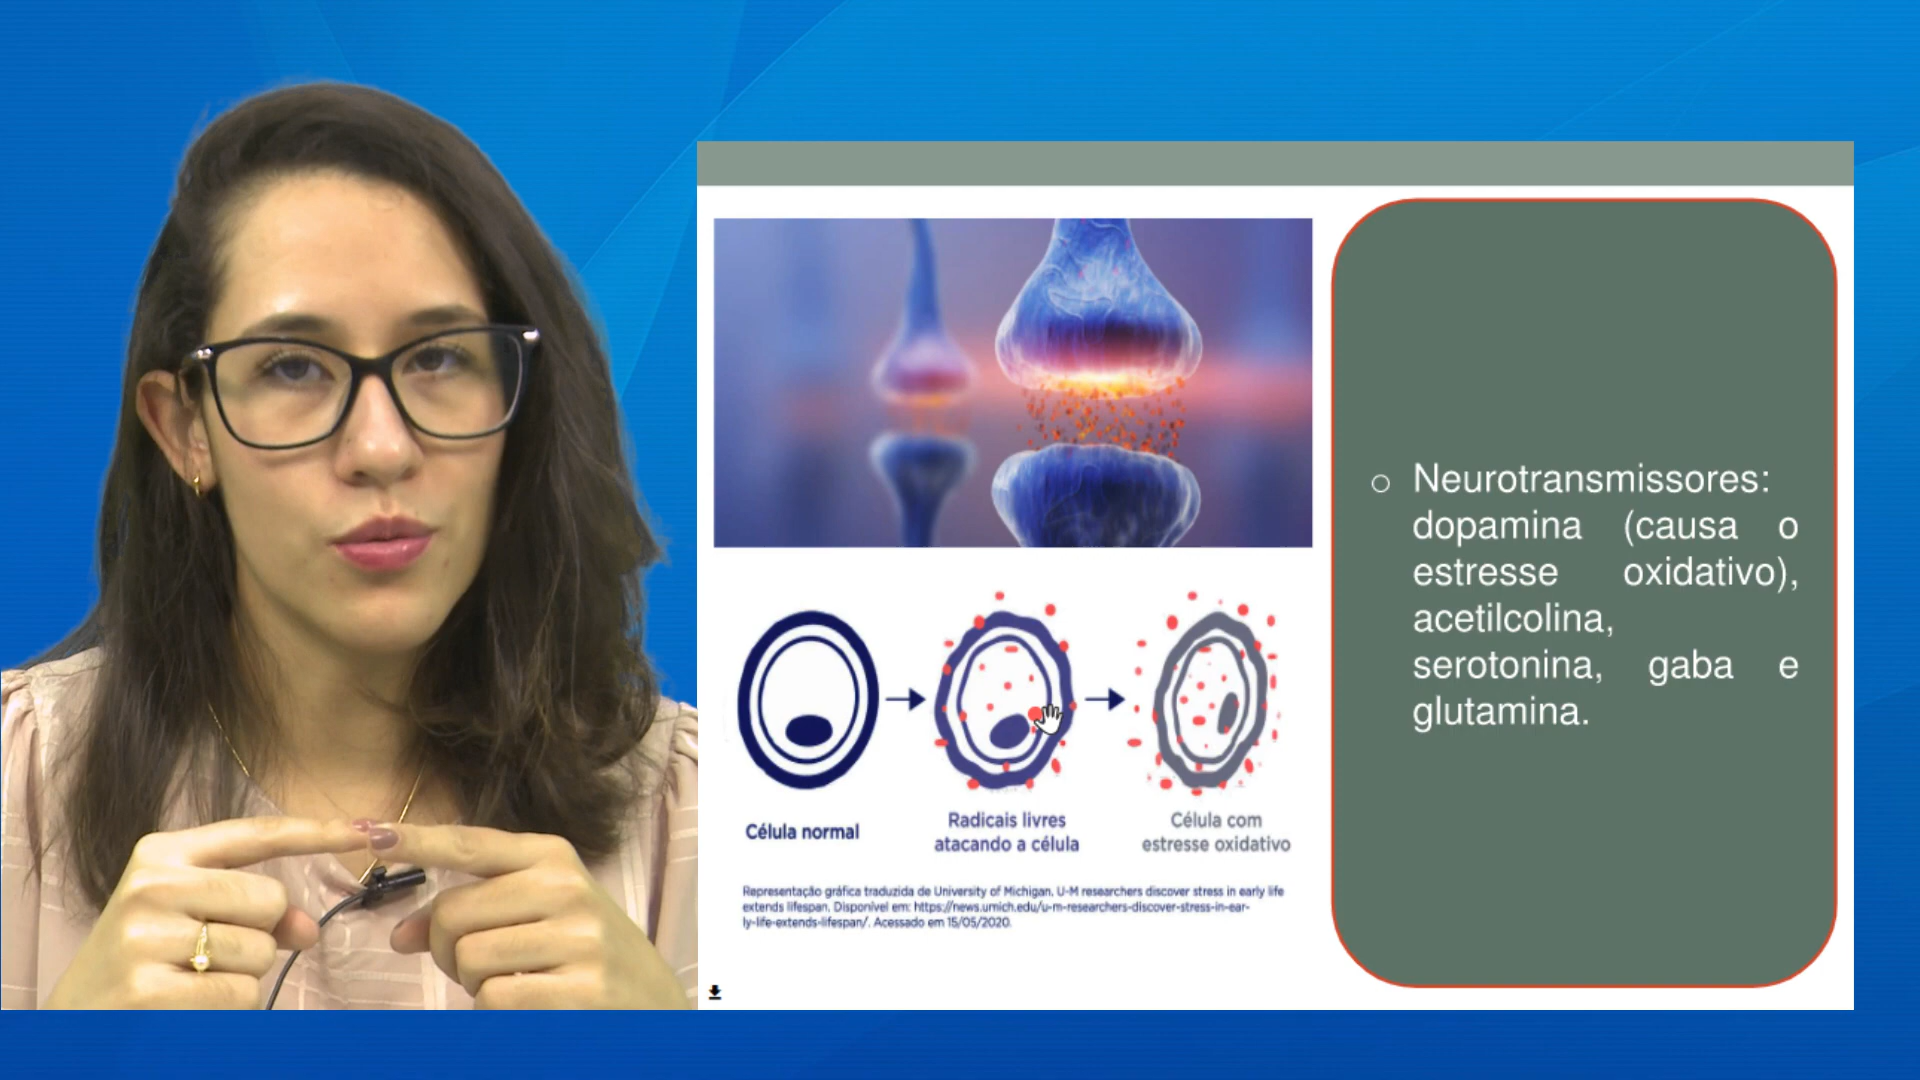 Neurotransmissores:
dopamina (causa o
estresse oxidativo),
acetilcolina,
serotonina, gaba e
glutamina.
Célula normal
Radicais livres
atacando a célula
Célula com
estresse oxidativo
Representação gráfica traduzida de University of Michigan. U-M researchers discover stress in early life
extends lifespan. Disponível em: https://news.umich.edu/u-m-researchers-discover-stress-in-ear-
ly-life-extends-lifespan/. Acessado em 15/05/2020.